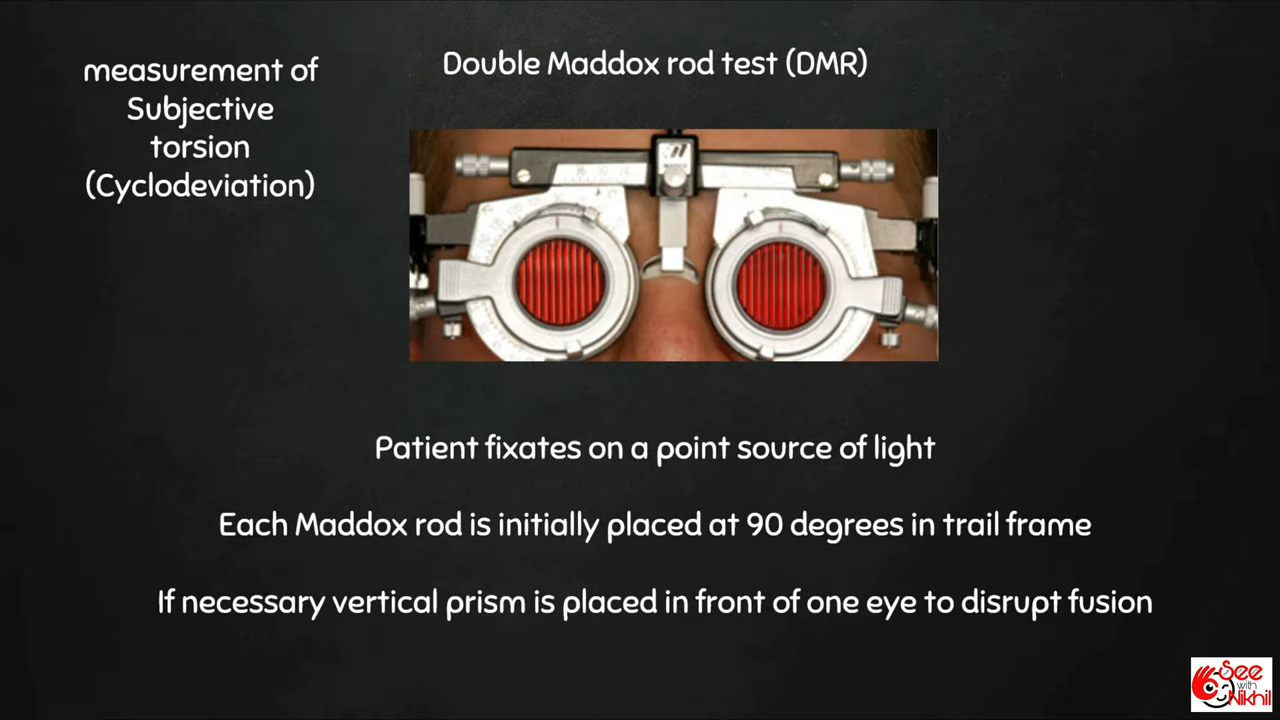 measurement of
Subjective
torsion
(Cyclodeviation)
Double Maddox rod test (DMR)
Patient fixates on a point source of light
Each Maddox rod is initially placed at 90 degrees in trail frame
If necessary vertical prism is placed in front of one eye to disrupt fusion
See
with
Nikhil